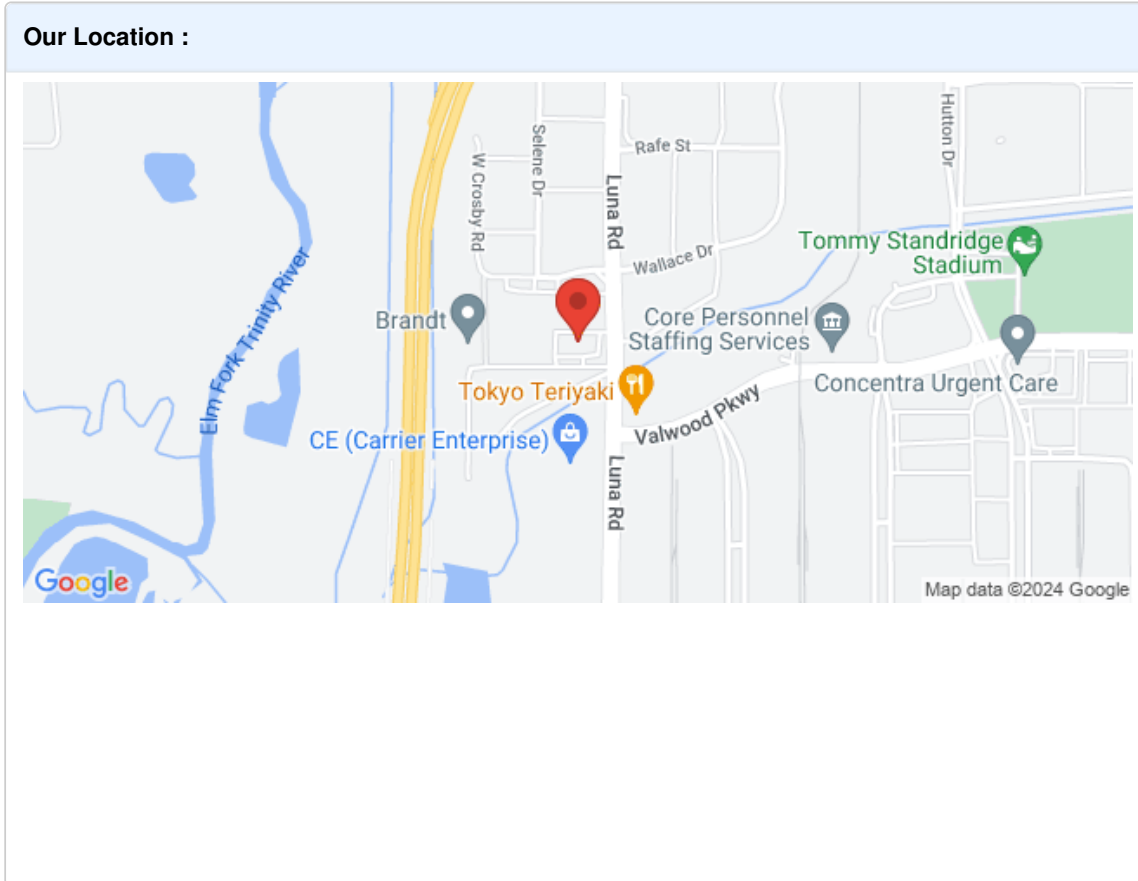 Our Location :
Hutton Dr
Selene Dr
Rafe St
W Crosby Rd
Luna Rd
Tommy Standridge
Stadium
Wallace Dr
Elm Fork Trinity River
Brandt
Core Personnel
Staffing Services
Tokyo Teriyaki
Concentra Urgent Care
Valwood Pkwy
CE (Carrier Enterprise)
Luna Rd
Google
Map data ©2024 Google